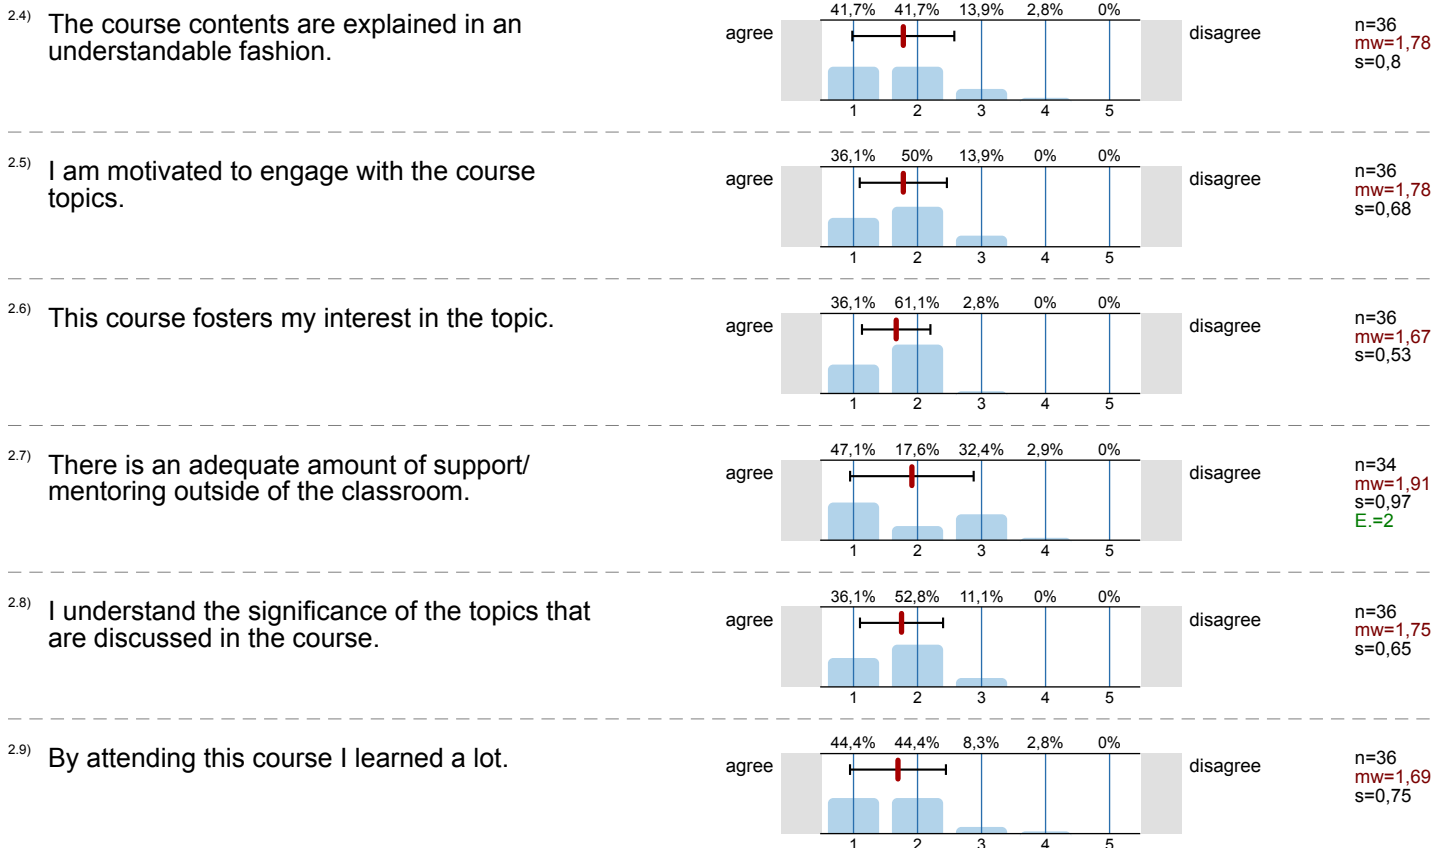 2.4) The course contents are explained in an
understandable fashion.
41,7% 41,7% 13,9% 2,8% 0%
agree disagree
1 2 3 4 5
n=36
mw=1,78
s=0,8
2.5) I am motivated to engage with the course
topics.
36,1% 50% 13,9% 0% 0%
agree disagree
1 2 3 4 5
n=36
mw=1,78
s=0,68
2.6) This course fosters my interest in the topic.
36,1% 61,1% 2,8% 0% 0%
agree disagree
1 2 3 4 5
n=36
mw=1,67
s=0,53
2.7) There is an adequate amount of support/
mentoring outside of the classroom.
47,1% 17,6% 32,4% 2,9% 0%
agree disagree
1 2 3 4 5
n=34
mw=1,91
s=0,97
E.=2
2.8) I understand the significance of the topics that
are discussed in the course.
36,1% 52,8% 11,1% 0% 0%
agree disagree
1 2 3 4 5
n=36
mw=1,75
s=0,65
2.9) By attending this course I learned a lot.
44,4% 44,4% 8,3% 2,8% 0%
agree disagree
1 2 3 4 5
n=36
mw=1,69
s=0,75